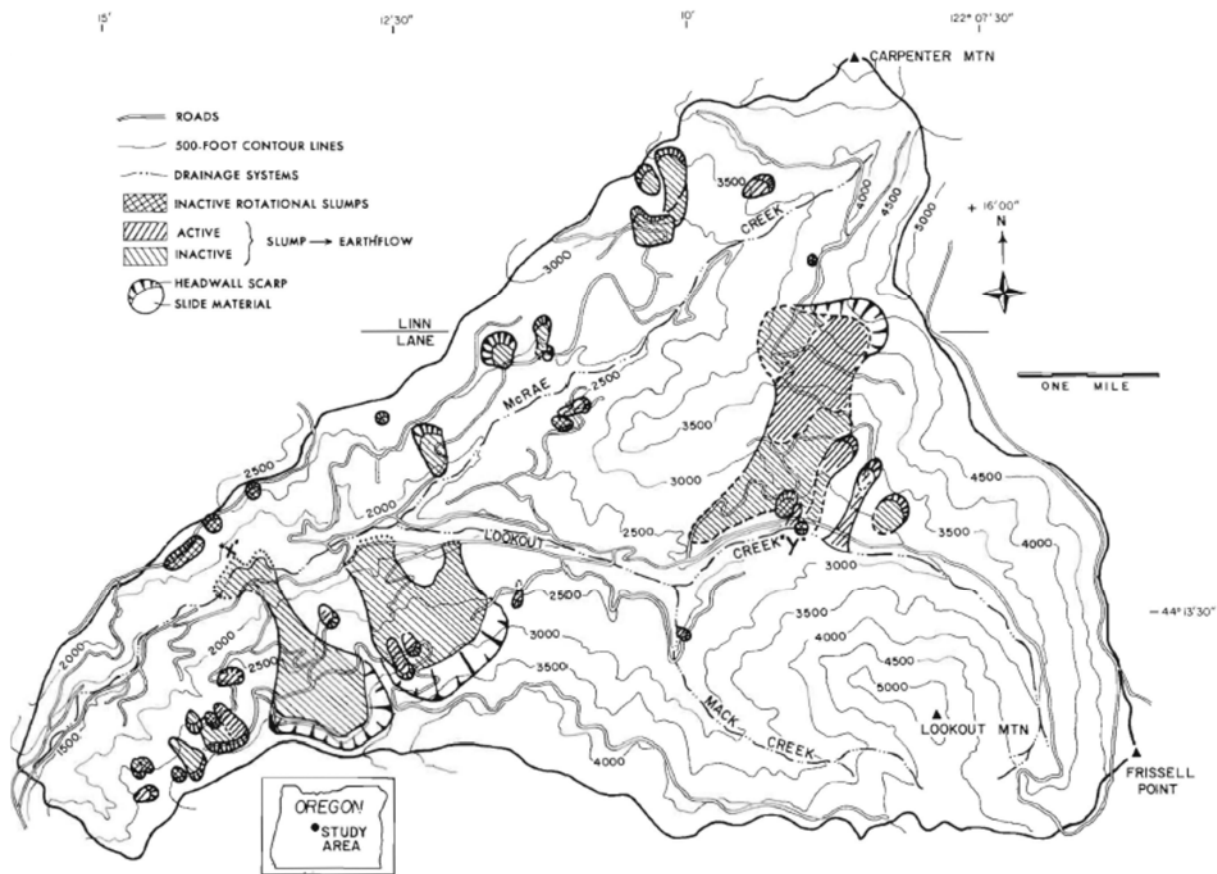 15'
12'30"
10'
122° 07'30"
CARPENTER MTN
ROADS
500-FOOT CONTOUR LINES
DRAINAGE SYSTEMS
INACTIVE ROTATIONAL SLUMPS
ACTIVE
INACTIVE
SLUMP → EARTHFLOW
HEADWALL SCARP
SLIDE MATERIAL
3500
CREEK
4000
4500
5000
+ 16'00"
N
3000
LINN
LANE
ONE MILE
McRAE
2500
3500
2500
3000
4500
2000
2500
LOOKOUT
CREEK
3500
4000
3000
2500
44° 13'30"
3500
2000
2000
3000
4000
2500
3500
4500
5000
1500
MACK
CREEK
LOOKOUT MTN
4000
FRISSELL
POINT
OREGON
STUDY
AREA